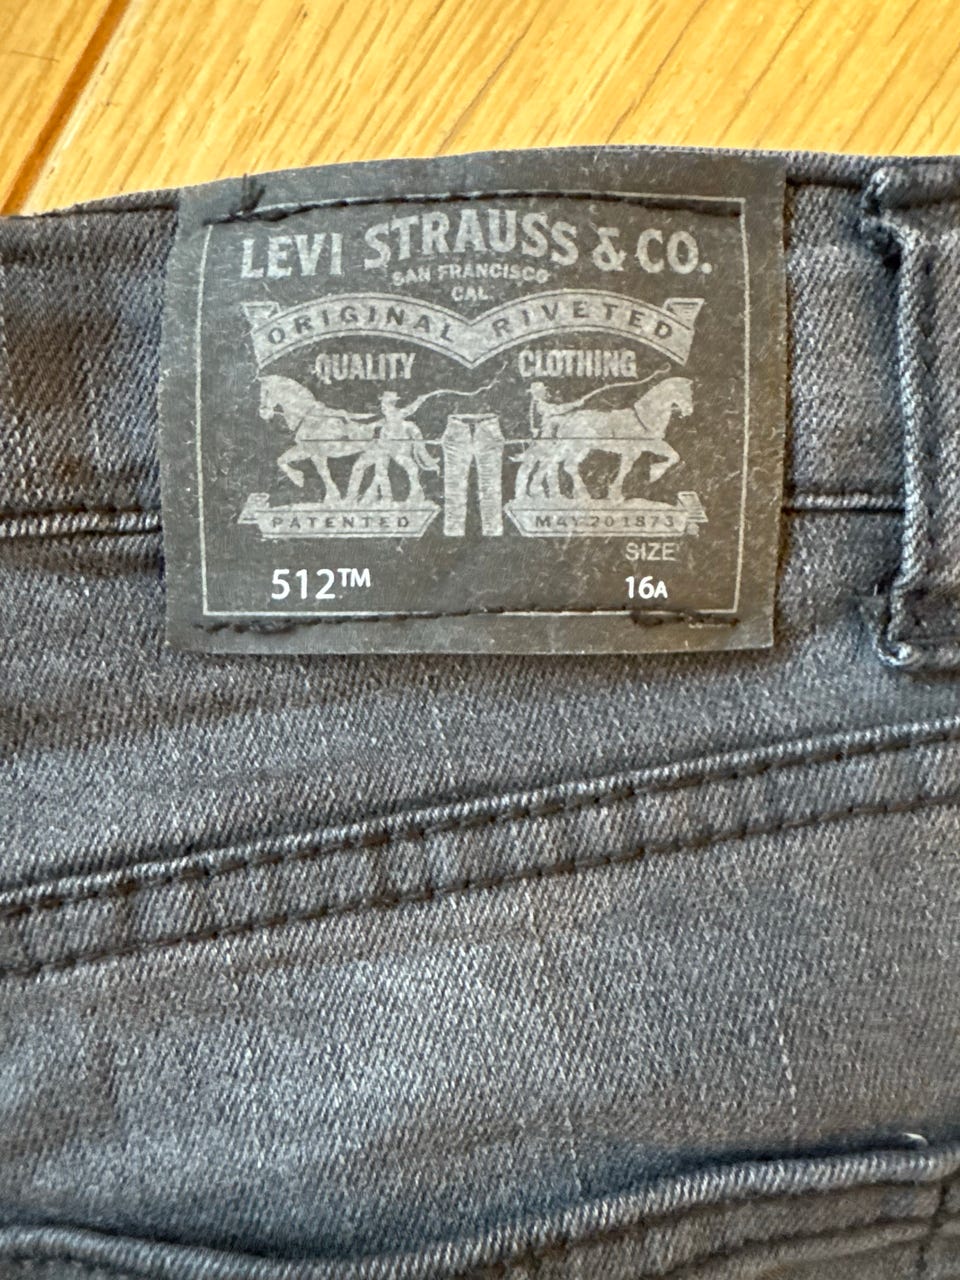 LEVI STRAUSS & CO.
SAN FRANCISCO
CAL.
ORIGINAL RIVETED
QUALITY CLOTHING
PATENTED MAY 20 1873
SIZE
512™ 16A